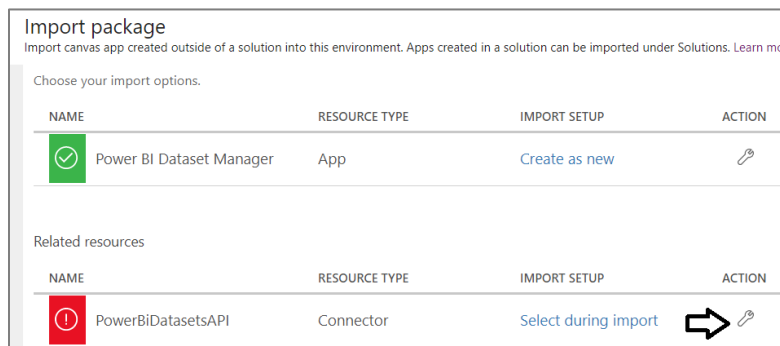 Import package
Import canvas app created outside of a solution into this environment. Apps created in a solution can be imported under Solutions. Learn
Choose your import options.
NAME RESOURCE TYPE IMPORT SETUP ACTION
Power BI Dataset Manager App Create as new
Related resources
NAME RESOURCE TYPE IMPORT SETUP ACTION
PowerBiDatasetsAPI Connector Select during import